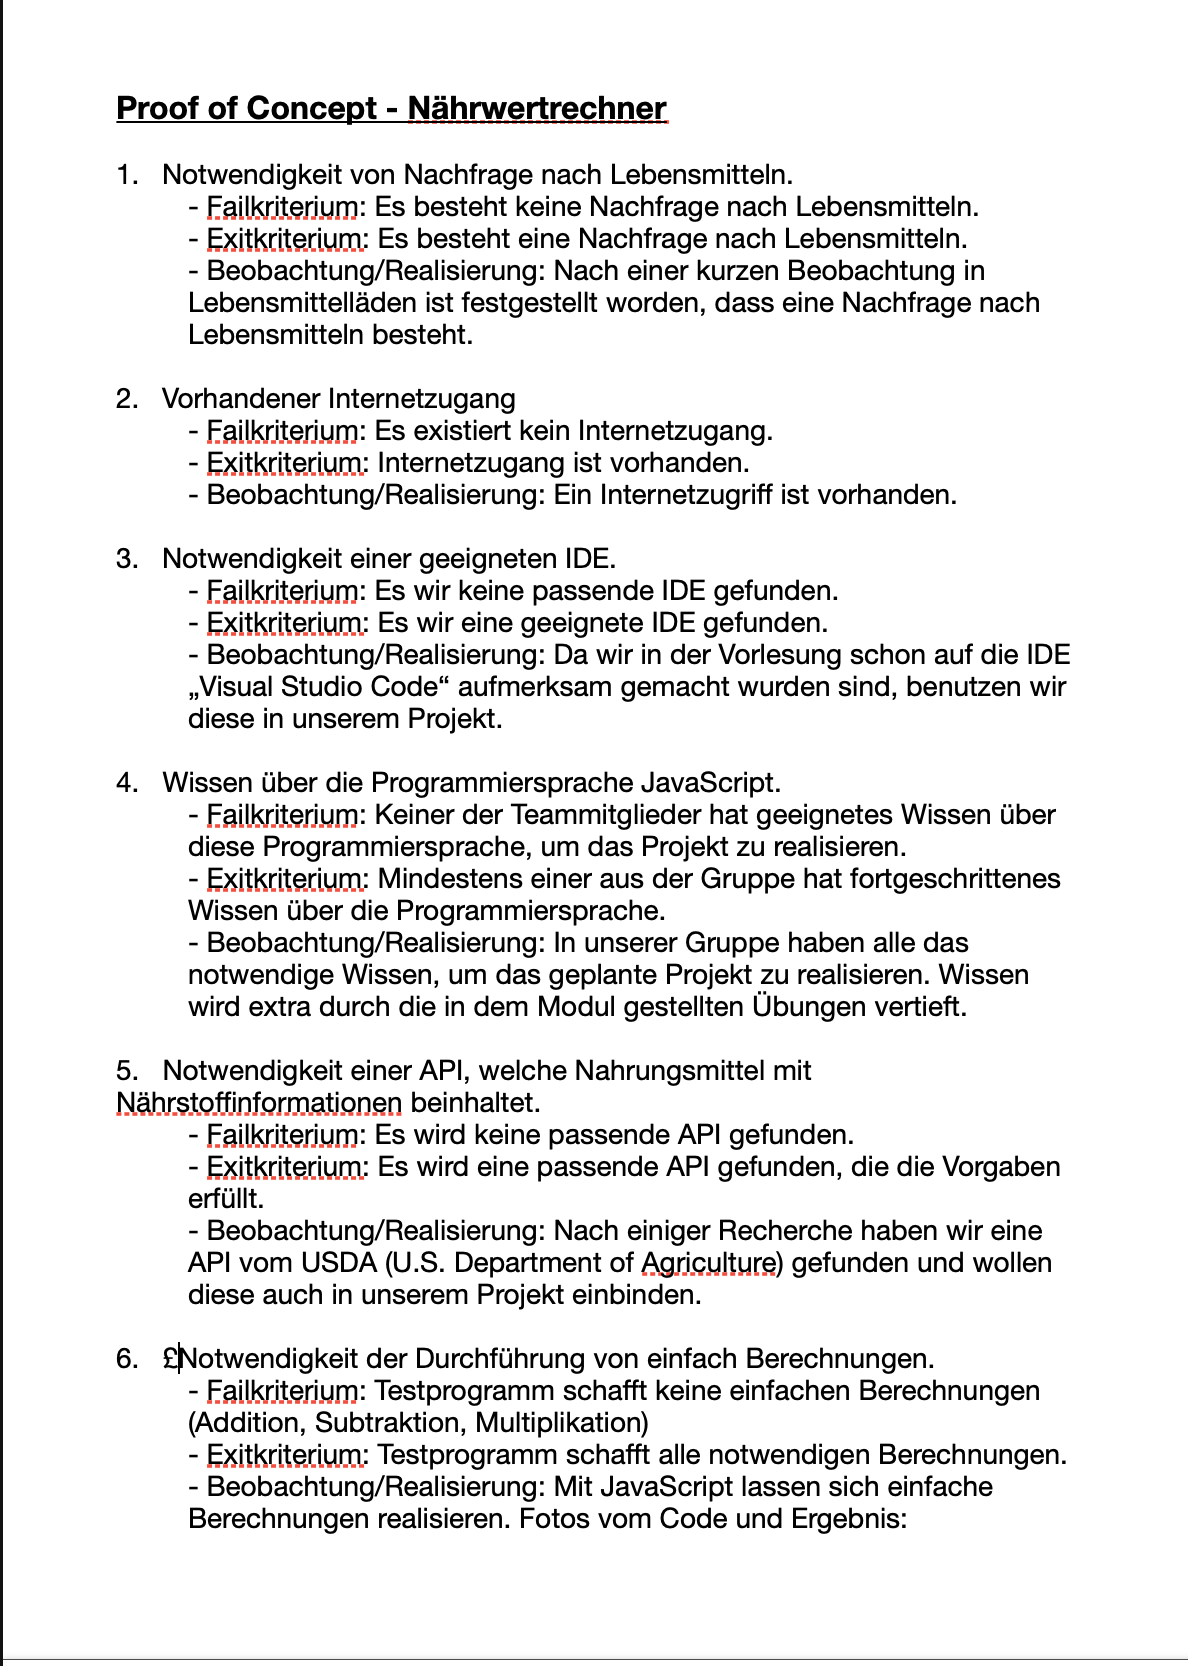 Proof of Concept - Nährwertrechner
1. Notwendigkeit von Nachfrage nach Lebensmitteln.
- Failkriterium: Es besteht keine Nachfrage nach Lebensmitteln.
- Exitkriterium: Es besteht eine Nachfrage nach Lebensmitteln.
- Beobachtung/Realisierung: Nach einer kurzen Beobachtung in
Lebensmittelläden ist festgestellt worden, dass eine Nachfrage nach
Lebensmitteln besteht.
2. Vorhandener Internetzugang
- Failkriterium: Es existiert kein Internetzugang.
- Exitkriterium: Internetzugang ist vorhanden.
- Beobachtung/Realisierung: Ein Internetzugriff ist vorhanden.
3. Notwendigkeit einer geeigneten IDE.
- Failkriterium: Es wir keine passende IDE gefunden.
- Exitkriterium: Es wir eine geeignete IDE gefunden.
- Beobachtung/Realisierung: Da wir in der Vorlesung schon auf die IDE
„Visual Studio Code“ aufmerksam gemacht wurden sind, benutzen wir
diese in unserem Projekt.
4. Wissen über die Programmiersprache JavaScript.
- Failkriterium: Keiner der Teammitglieder hat geeignetes Wissen über
diese Programmiersprache, um das Projekt zu realisieren.
- Exitkriterium: Mindestens einer aus der Gruppe hat fortgeschrittenes
Wissen über die Programmiersprache.
- Beobachtung/Realisierung: In unserer Gruppe haben alle das
notwendige Wissen, um das geplante Projekt zu realisieren. Wissen
wird extra durch die in dem Modul gestellten Übungen vertieft.
5. Notwendigkeit einer API, welche Nahrungsmittel mit
Nährstoffinformationen beinhaltet.
- Failkriterium: Es wird keine passende API gefunden.
- Exitkriterium: Es wird eine passende API gefunden, die die Vorgaben
erfüllt.
- Beobachtung/Realisierung: Nach einiger Recherche haben wir eine
API vom USDA (U.S. Department of Agriculture) gefunden und wollen
diese auch in unserem Projekt einbinden.
6. £Notwendigkeit der Durchführung von einfach Berechnungen.
- Failkriterium: Testprogramm schafft keine einfachen Berechnungen
(Addition, Subtraktion, Multiplikation)
- Exitkriterium: Testprogramm schafft alle notwendigen Berechnungen.
- Beobachtung/Realisierung: Mit JavaScript lassen sich einfache
Berechnungen realisieren. Fotos vom Code und Ergebnis: